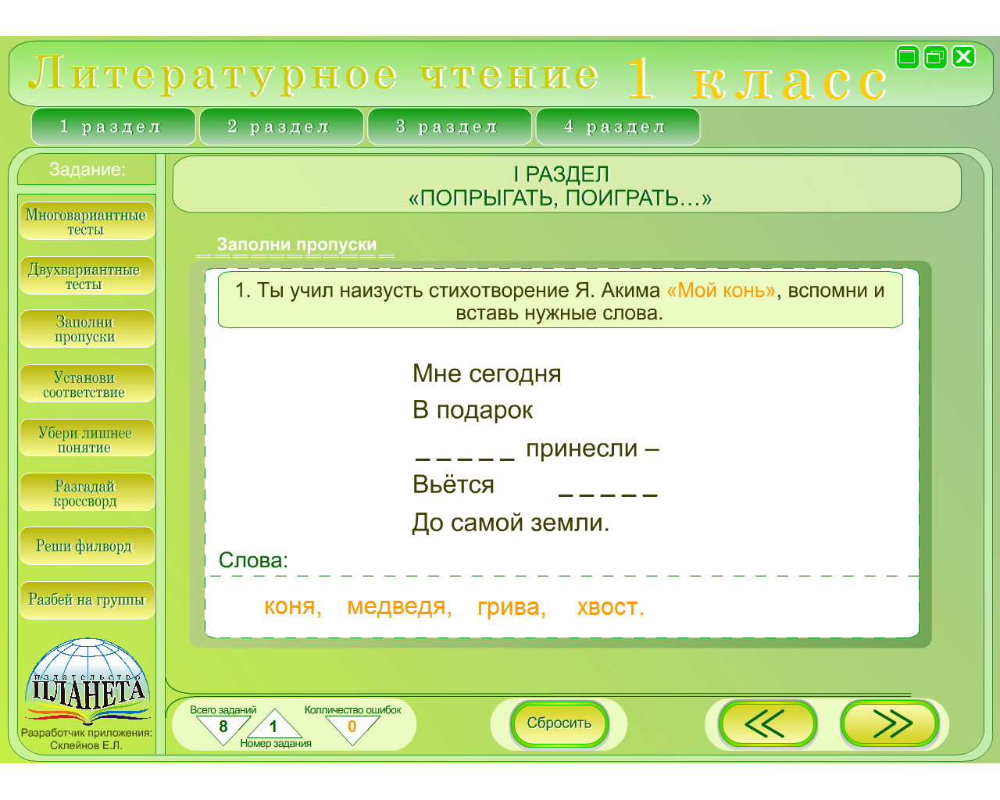 Литературное чтение 1 класс
1 раздел 2 раздел 3 раздел 4 раздел
Задание:
Многовариантные
тесты
Двухвариантные
тесты
Заполни
пропуски
Установи
соответствие
Убери лишнее
понятие
Разгадай
кроссворд
Реши филворд
Разбей на группы
издательство
ПЛАНЕТА
Разработчик приложения:
Склейнов Е.Л.
I РАЗДЕЛ
«ПОПРЫГАТЬ, ПОИГРАТЬ…»
Заполни пропуски
1. Ты учил наизусть стихотворение Я. Акима «Мой конь», вспомни и
вставь нужные слова.
Мне сегодня
В подарок
_ _ _ _ _ принесли –
Вьётся _ _ _ _ _
До самой земли.
Слова:
коня, медведя, грива, хвост.
Всего заданий
8
1
Номер задания
Колличество ошибок
0
Сбросить